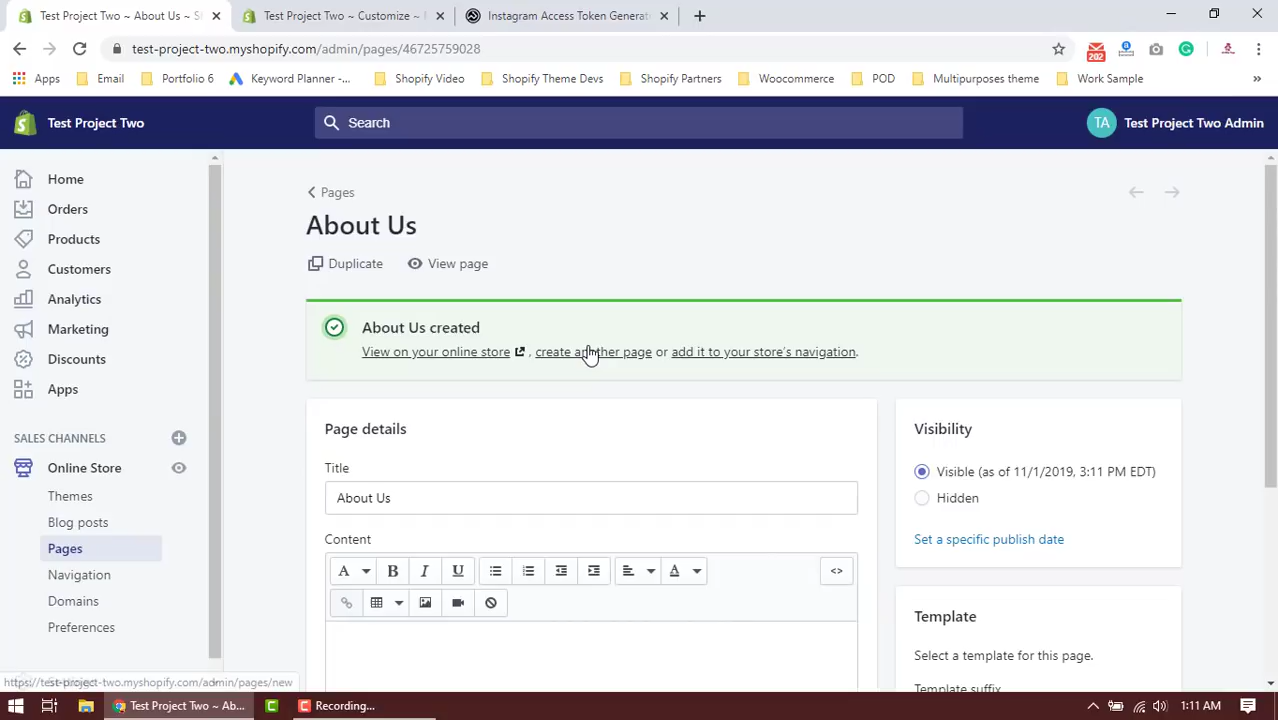 Test Project Two ~ About Us ~ S
Test Project Two ~ Customize ~
Instagram Access Token Generat
test-project-two.myshopify.com/admin/pages/46725759028
202
Apps
Email
Portfolio 6
Keyword Planner -...
Shopify Video
Shopify Theme Devs
Shopify Partners
Woocommerce
POD
Multipurposes theme
Work Sample
»
Test Project Two
Search
TA
Test Project Two Admin
Home
Orders
Products
Customers
Analytics
Marketing
Discounts
Apps
SALES CHANNELS
Online Store
Themes
Blog posts
Pages
Navigation
Domains
Preferences
Pages
About Us
Duplicate
View page
About Us created
View on your online store , create another page or add it to your store's navigation.
Page details
Title
About Us
Content
A
B
I
U
A
<>
Visibility
Visible (as of 11/1/2019, 3:11 PM EDT)
Hidden
Set a specific publish date
Template
Select a template for this page.
Template suffix
https://test-project-two.myshopify.com/admin/pages/new
Test Project Two ~ Ab...
Recording...
1:11 AM